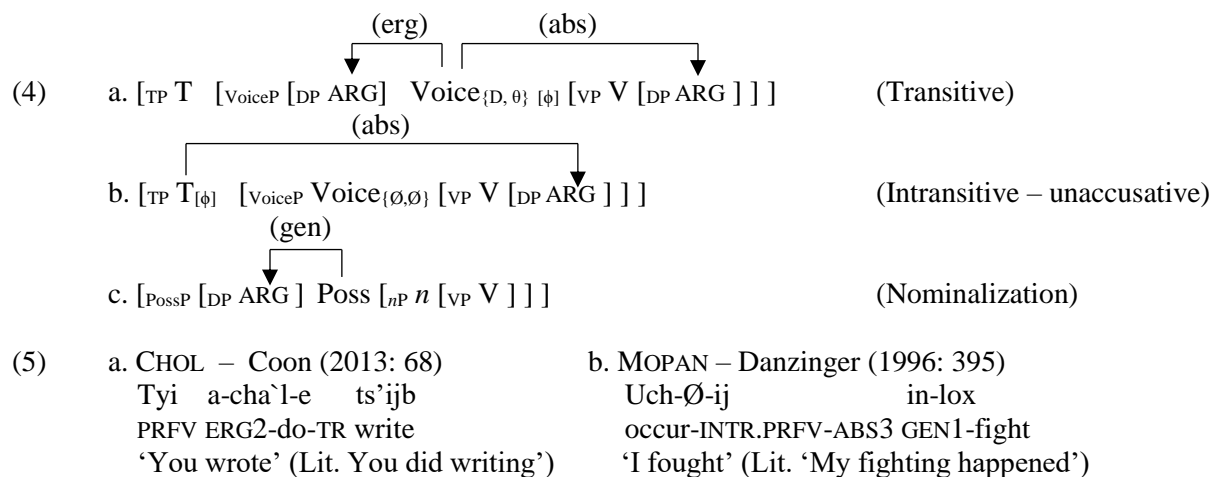 (erg) (abs)
(4) a. [TP T [VoiceP [DP ARG] Voice{D, θ} [ϕ] [VP V [DP ARG ] ] ] (Transitive)
(abs)
b. [TP T[ϕ] [VoiceP Voice{Ø,Ø} [VP V [DP ARG ] ] ] (Intransitive – unaccusative)
(gen)
c. [PossP [DP ARG ] Poss [nP n [VP V ] ] ] (Nominalization)
(5) a. CHOL – Coon (2013: 68) b. MOPAN – Danzinger (1996: 395)
Tyi a-cha`l-e ts’ijb Uch-Ø-ij in-lox
PRFV ERG2-do-TR write occur-INTR.PRFV-ABS3 GEN1-fight
‘You wrote’ (Lit. You did writing’) ‘I fought’ (Lit. ‘My fighting happened’)